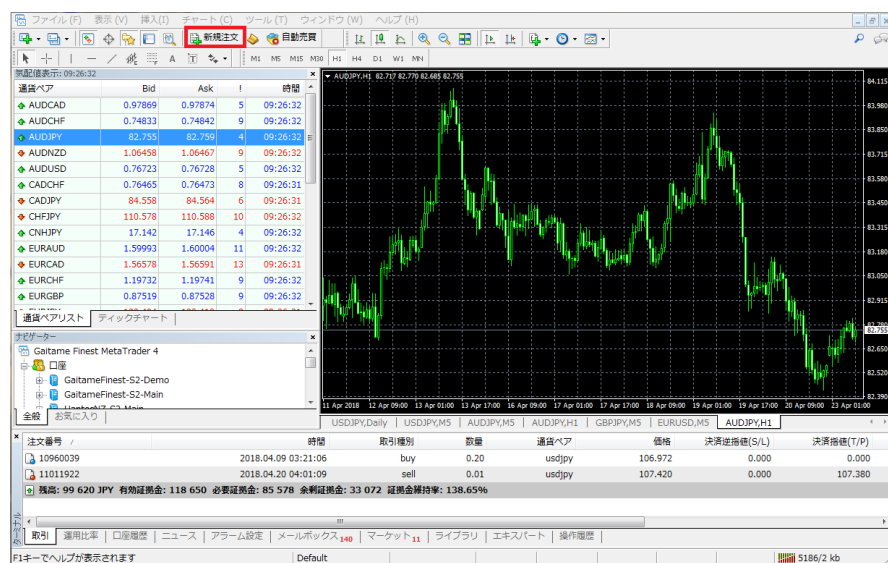 ファイル (F) 表示 (V) 挿入(I) チャート (C) ツール (T) ウィンドウ (W) ヘルプ (H)
新規注文 自動売買
A T M1 M5 M15 M30 H1 H4 D1 W1 MN
気配値表示: 09:26:32
通貨ペア Bid Ask ! 時間
AUDCAD 0.97869 0.97874 5 09:26:32
AUDCHF 0.74833 0.74842 9 09:26:32
AUDJPY 82.755 82.759 4 09:26:32
AUDNZD 1.06458 1.06467 9 09:26:32
AUDUSD 0.76723 0.76728 5 09:26:32
CADCHF 0.76465 0.76473 8 09:26:31
CADJPY 84.558 84.564 6 09:26:31
CHFJPY 110.578 110.588 10 09:26:32
CNHJPY 17.142 17.146 4 09:26:32
EURAUD 1.59993 1.60004 11 09:26:32
EURCAD 1.56578 1.56591 13 09:26:31
EURCHF 1.19732 1.19741 9 09:26:32
EURGBP 0.87519 0.87528 9 09:26:32
通貨ペアリスト ティックチャート
ナビゲーター
Gaitame Finest MetaTrader 4
口座
GaitameFinest-S2-Demo
GaitameFinest-S2-Main
全般 お気に入り
AUDJPY,H1 82.717 82.770 82.685 82.755
84.115
83.980
83.850
83.715
83.580
83.450
83.315
83.180
83.050
82.915
82.780
82.755
82.650
82.520
82.390
11 Apr 2018 12 Apr 09:00 13 Apr 01:00 13 Apr 17:00 16 Apr 09:00 17 Apr 01:00 17 Apr 17:00 18 Apr 09:00 19 Apr 01:00 19 Apr 17:00 20 Apr 09:00 23 Apr 01:00
USDJPY,Daily USDJPY,M5 AUDJPY,M5 AUDJPY,H1 GBPJPY,M5 EURUSD,M5 AUDJPY,H1
注文番号 / 時間 取引種別 数量 通貨ペア 価格 決済逆指値(S/L) 決済指値(T/P)
10960039 2018.04.09 03:21:06 buy 0.20 usdjpy 106.972 0.000 0.000
11011922 2018.04.20 04:01:09 sell 0.01 usdjpy 107.420 0.000 107.380
残高: 99 620 JPY 有効証拠金: 118 650 必要証拠金: 85 578 余剰証拠金: 33 072 証拠金維持率: 138.65%
ターミナル
取引 運用比率 口座履歴 ニュース アラーム設定 メールボックス 140 マーケット 11 ライブラリ エキスパート 操作履歴
F1キーでヘルプが表示されます Default 5186/2 kb